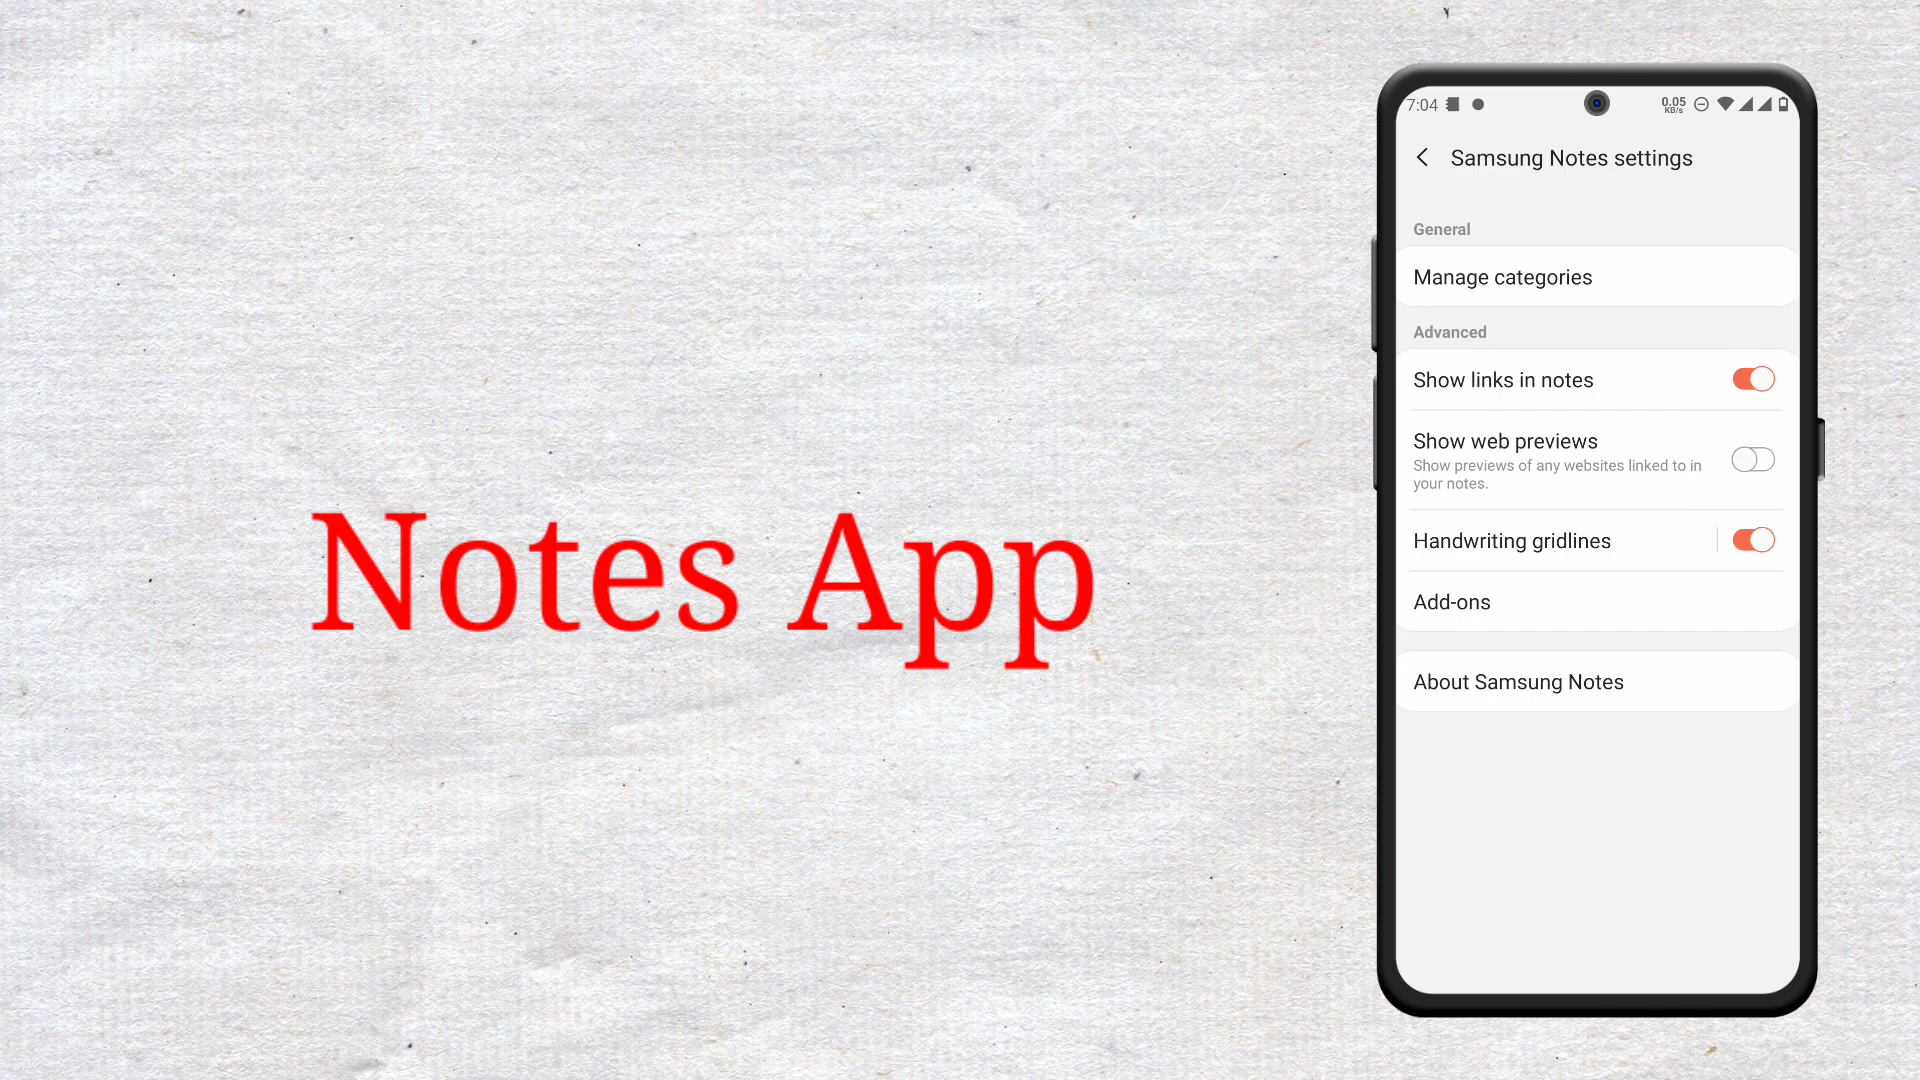 Notes App
7:04
0.05
KB/s
Samsung Notes settings
General
Manage categories
Advanced
Show links in notes
Show web previews
Show previews of any websites linked to in
your notes.
Handwriting gridlines
Add-ons
About Samsung Notes